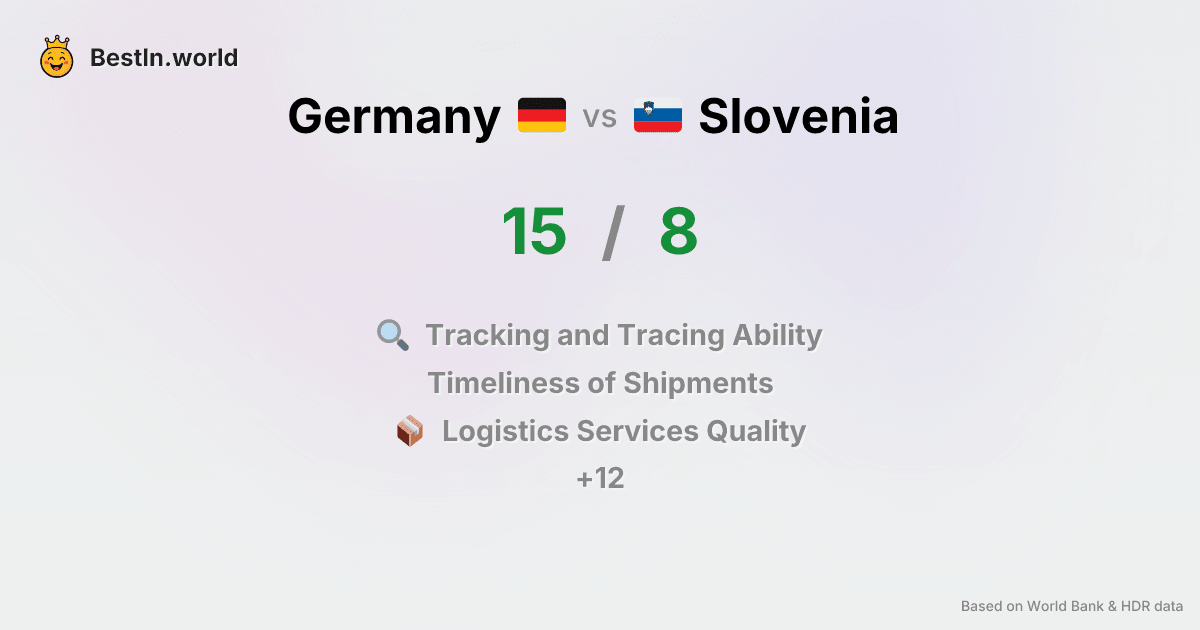 BestIn.world
Germany vs Slovenia
15 / 8
Tracking and Tracing Ability
Timeliness of Shipments
Logistics Services Quality
+12
Based on World Bank & HDR data